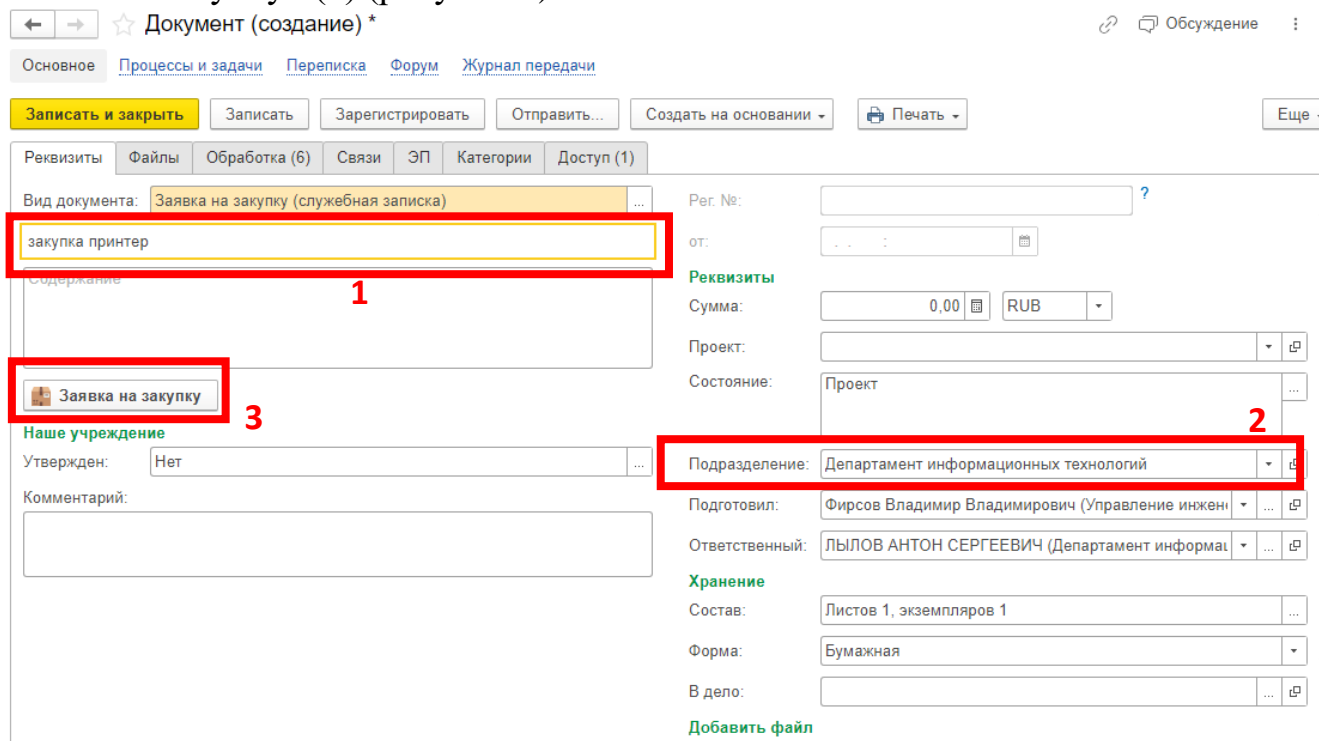 Документ (создание) *
Обсуждение
Основное Процессы и задачи Переписка Форум Журнал передачи
Записать и закрыть Записать Зарегистрировать Отправить... Создать на основании Печать Еще
Реквизиты Файлы Обработка (6) Связи ЭП Категории Доступ (1)
Вид документа: Заявка на закупку (служебная записка) ...
закупка принтер
Содержание
1
Заявка на закупку
3
Наше учреждение
Утвержден: Нет ...
Комментарий:
Рег. №: ?
от: . . :
Реквизиты
Сумма: 0,00 RUB
Проект:
Состояние: Проект ...
2
Подразделение: Департамент информационных технологий
Подготовил: Фирсов Владимир Владимирович (Управление инжен ...
Ответственный: ЛЫЛОВ АНТОН СЕРГЕЕВИЧ (Департамент информац ...
Хранение
Состав: Листов 1, экземпляров 1 ...
Форма: Бумажная
В дело: ...
Добавить файл